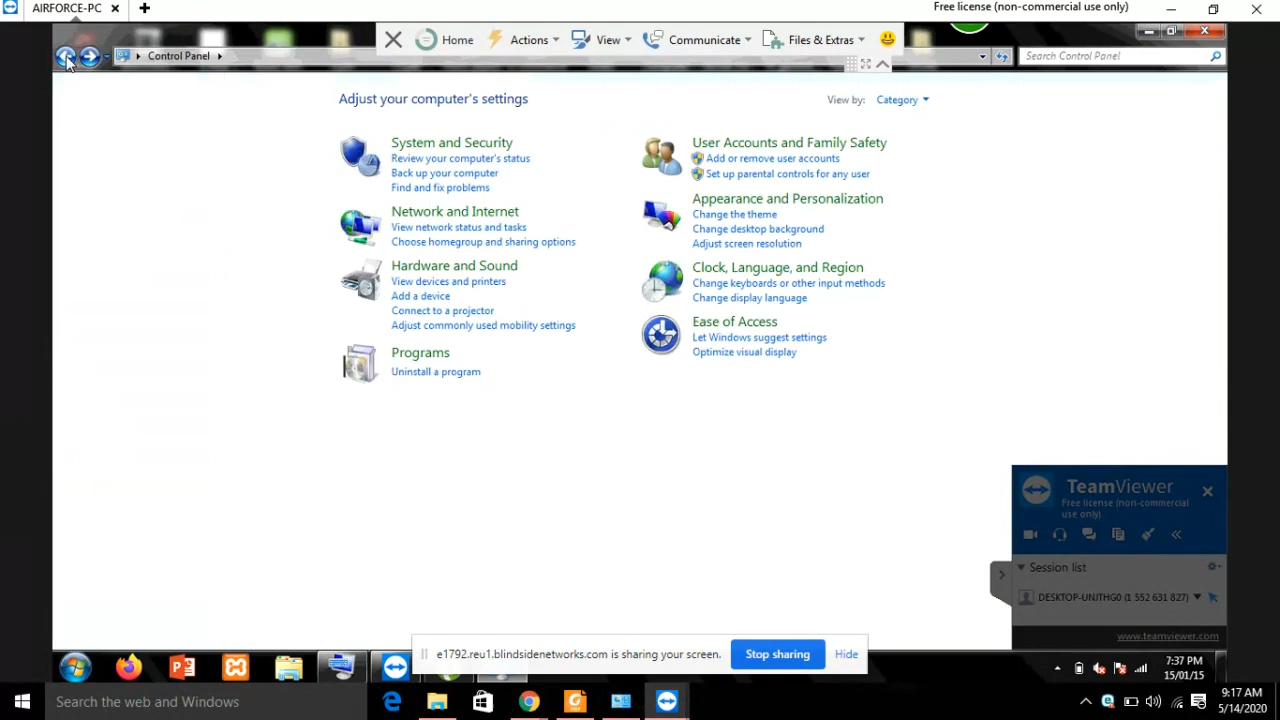 AIRFORCE-PC
Free license (non-commercial use only)
Home
Actions
View
Communicate
Files & Extras
Control Panel
Search Control Panel
Adjust your computer's settings
View by: Category
System and Security
Review your computer's status
Back up your computer
Find and fix problems
Network and Internet
View network status and tasks
Choose homegroup and sharing options
Hardware and Sound
View devices and printers
Add a device
Connect to a projector
Adjust commonly used mobility settings
Programs
Uninstall a program
User Accounts and Family Safety
Add or remove user accounts
Set up parental controls for any user
Appearance and Personalization
Change the theme
Change desktop background
Adjust screen resolution
Clock, Language, and Region
Change keyboards or other input methods
Change display language
Ease of Access
Let Windows suggest settings
Optimize visual display
TeamViewer
Free license (non-commercial
use only)
Session list
DESKTOP-UNJTHG0 (1 552 631 827)
www.teamviewer.com
e1792.reu1.blindsidenetworks.com is sharing your screen.
Stop sharing
Hide
7:37 PM
15/01/15
Search the web and Windows
9:17 AM
5/14/2020